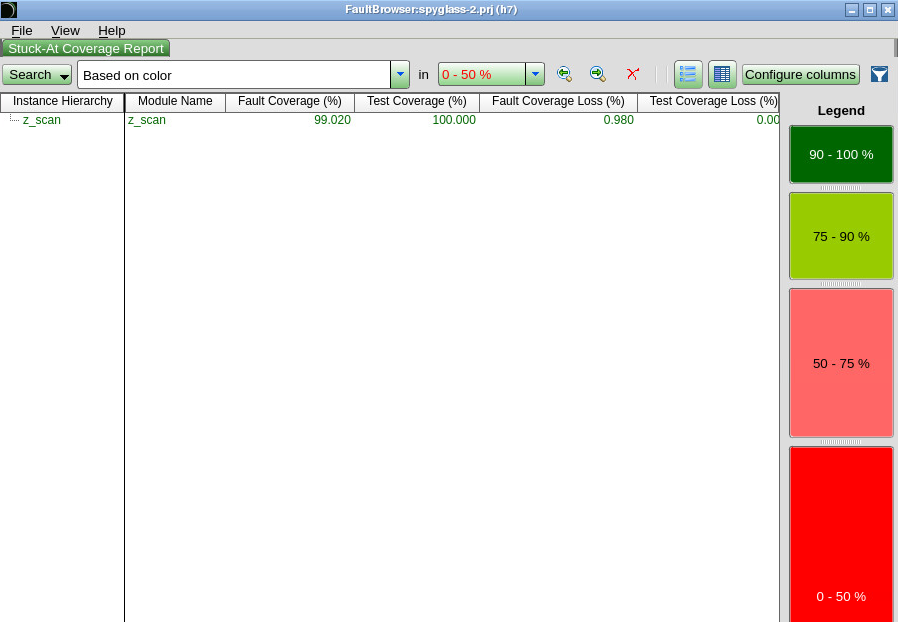 FaultBrowser:spyglass-2.prj (h7)
File View Help
Stuck-At Coverage Report
Search Based on color in 0 - 50 % Configure columns
Instance Hierarchy Module Name Fault Coverage (%) Test Coverage (%) Fault Coverage Loss (%) Test Coverage Loss (%)
z_scan z_scan 99.020 100.000 0.980 0.00
Legend
90 - 100 %
75 - 90 %
50 - 75 %
0 - 50 %